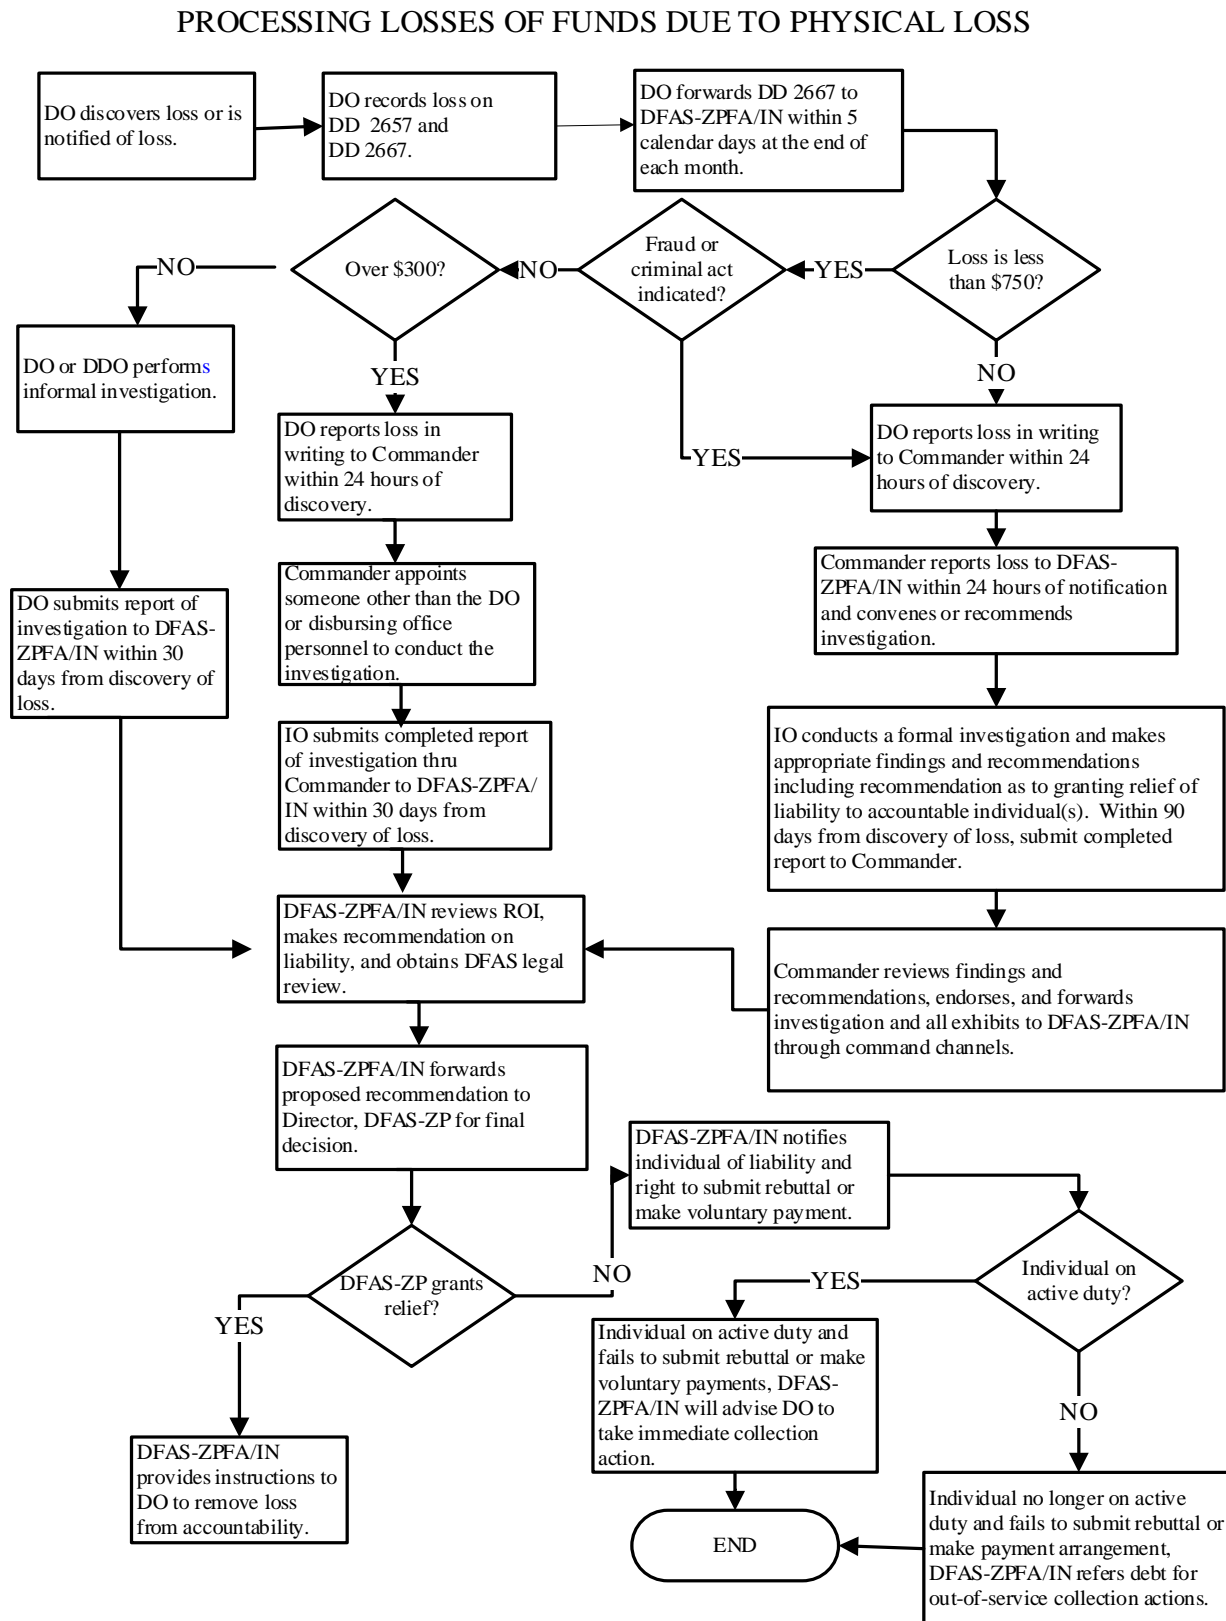 PROCESSING LOSSES OF FUNDS DUE TO PHYSICAL LOSS
DO discovers loss or is
notified of loss.
DO records loss on
DD 2657 and
DD 2667.
DO forwards DD 2667 to
DFAS-ZPFA/IN within 5
calendar days at the end of
each month.
Loss is less
than $750?
YES
Fraud or
criminal act
indicated?
NO
Over $300?
NO
DO or DDO performs
informal investigation.
DO submits report of
investigation to DFAS-
ZPFA/IN within 30
days from discovery of
loss.
YES
DO reports loss in
writing to Commander
within 24 hours of
discovery.
Commander appoints
someone other than the DO
or disbursing office
personnel to conduct the
investigation.
IO submits completed report
of investigation thru
Commander to DFAS-ZPFA/
IN within 30 days from
discovery of loss.
YES
NO
DO reports loss in writing
to Commander within 24
hours of discovery.
Commander reports loss to DFAS-
ZPFA/IN within 24 hours of notification
and convenes or recommends
investigation.
IO conducts a formal investigation and makes
appropriate findings and recommendations
including recommendation as to granting relief of
liability to accountable individual(s). Within 90
days from discovery of loss, submit completed
report to Commander.
Commander reviews findings and
recommendations, endorses, and forwards
investigation and all exhibits to DFAS-ZPFA/IN
through command channels.
DFAS-ZPFA/IN reviews ROI,
makes recommendation on
liability, and obtains DFAS legal
review.
DFAS-ZPFA/IN forwards
proposed recommendation to
Director, DFAS-ZP for final
decision.
DFAS-ZP grants
relief?
YES
DFAS-ZPFA/IN
provides instructions to
DO to remove loss
from accountability.
NO
DFAS-ZPFA/IN notifies
individual of liability and
right to submit rebuttal or
make voluntary payment.
Individual on
active duty?
YES
Individual on active duty and
fails to submit rebuttal or make
voluntary payments, DFAS-
ZPFA/IN will advise DO to
take immediate collection
action.
NO
Individual no longer on active
duty and fails to submit rebuttal or
make payment arrangement,
DFAS-ZPFA/IN refers debt for
out-of-service collection actions.
END